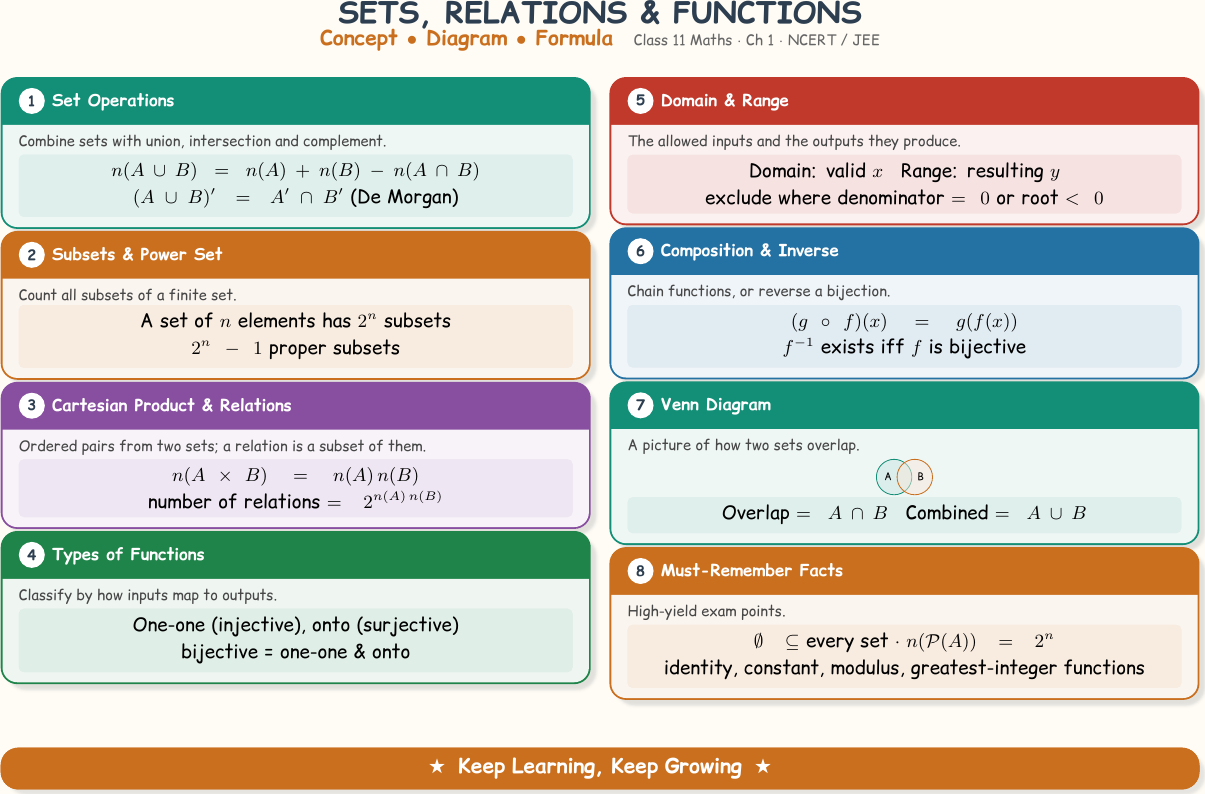 SETS, RELATIONS & FUNCTIONS
Concept • Diagram • Formula Class 11 Maths · Ch 1 · NCERT / JEE
1 Set Operations
Combine sets with union, intersection and complement.
n(A ∪ B) = n(A) + n(B) − n(A ∩ B)
(A ∪ B)′ = A′ ∩ B′ (De Morgan)
2 Subsets & Power Set
Count all subsets of a finite set.
A set of n elements has 2ⁿ subsets
2ⁿ − 1 proper subsets
3 Cartesian Product & Relations
Ordered pairs from two sets; a relation is a subset of them.
n(A × B) = n(A) n(B)
number of relations = 2^{n(A) n(B)}
4 Types of Functions
Classify by how inputs map to outputs.
One-one (injective), onto (surjective)
bijective = one-one & onto
5 Domain & Range
The allowed inputs and the outputs they produce.
Domain: valid x Range: resulting y
exclude where denominator = 0 or root < 0
6 Composition & Inverse
Chain functions, or reverse a bijection.
(g ∘ f)(x) = g(f(x))
f⁻¹ exists iff f is bijective
7 Venn Diagram
A picture of how two sets overlap.
A B
Overlap = A ∩ B Combined = A ∪ B
8 Must-Remember Facts
High-yield exam points.
∅ ⊆ every set · n(𝒫(A)) = 2ⁿ
identity, constant, modulus, greatest-integer functions
★ Keep Learning, Keep Growing ★